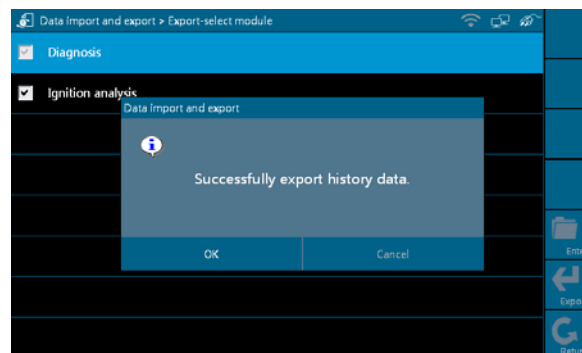 Data import and export > Export-select module
Diagnosis
Ignition analysis
Data import and export
Successfully export history data.
OK
Cancel